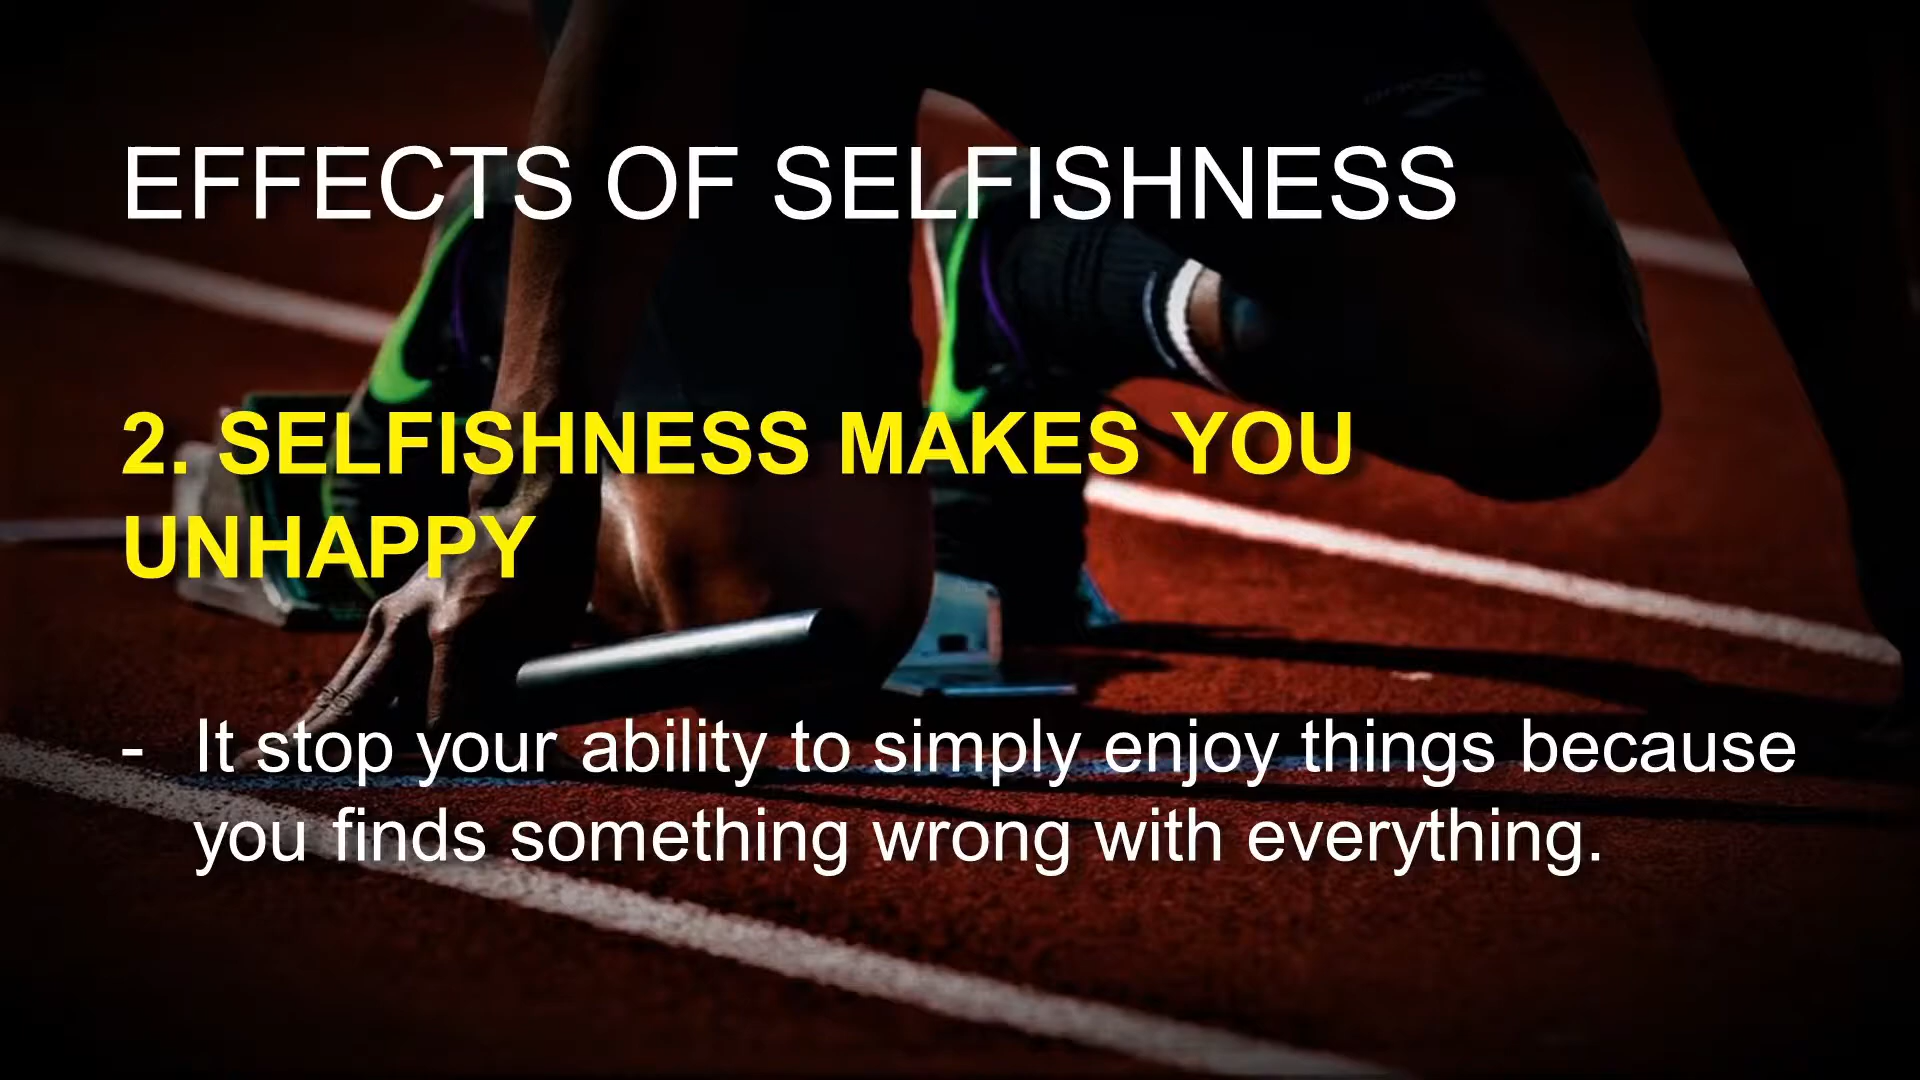 EFFECTS OF SELFISHNESS
2. SELFISHNESS MAKES YOU
UNHAPPY
- It stop your ability to simply enjoy things because
you finds something wrong with everything.